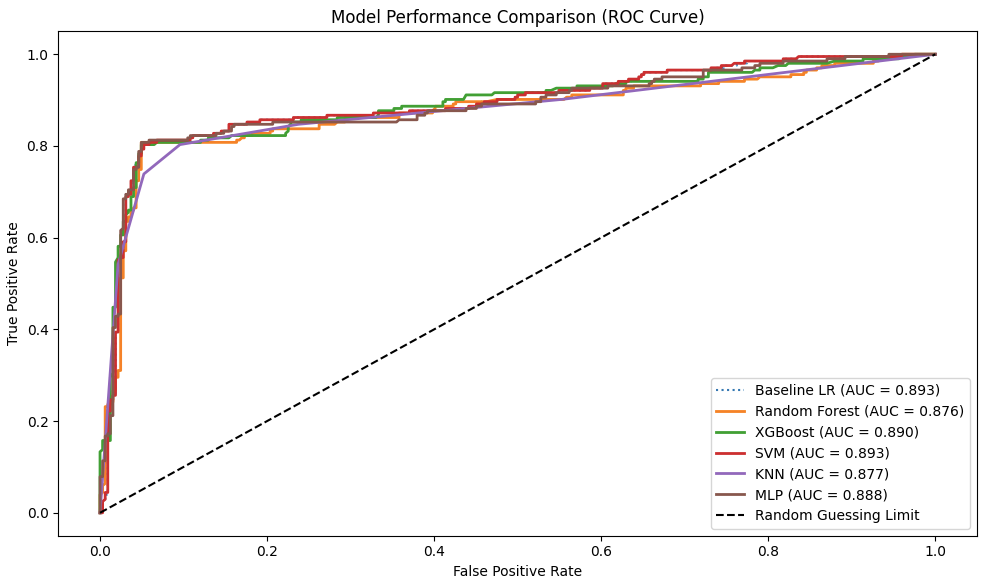 Model Performance Comparison (ROC Curve)
True Positive Rate
1.0
0.8
0.6
0.4
0.2
0.0
Baseline LR (AUC = 0.893)
Random Forest (AUC = 0.876)
XGBoost (AUC = 0.890)
SVM (AUC = 0.893)
KNN (AUC = 0.877)
MLP (AUC = 0.888)
Random Guessing Limit
0.0 0.2 0.4 0.6 0.8 1.0
False Positive Rate